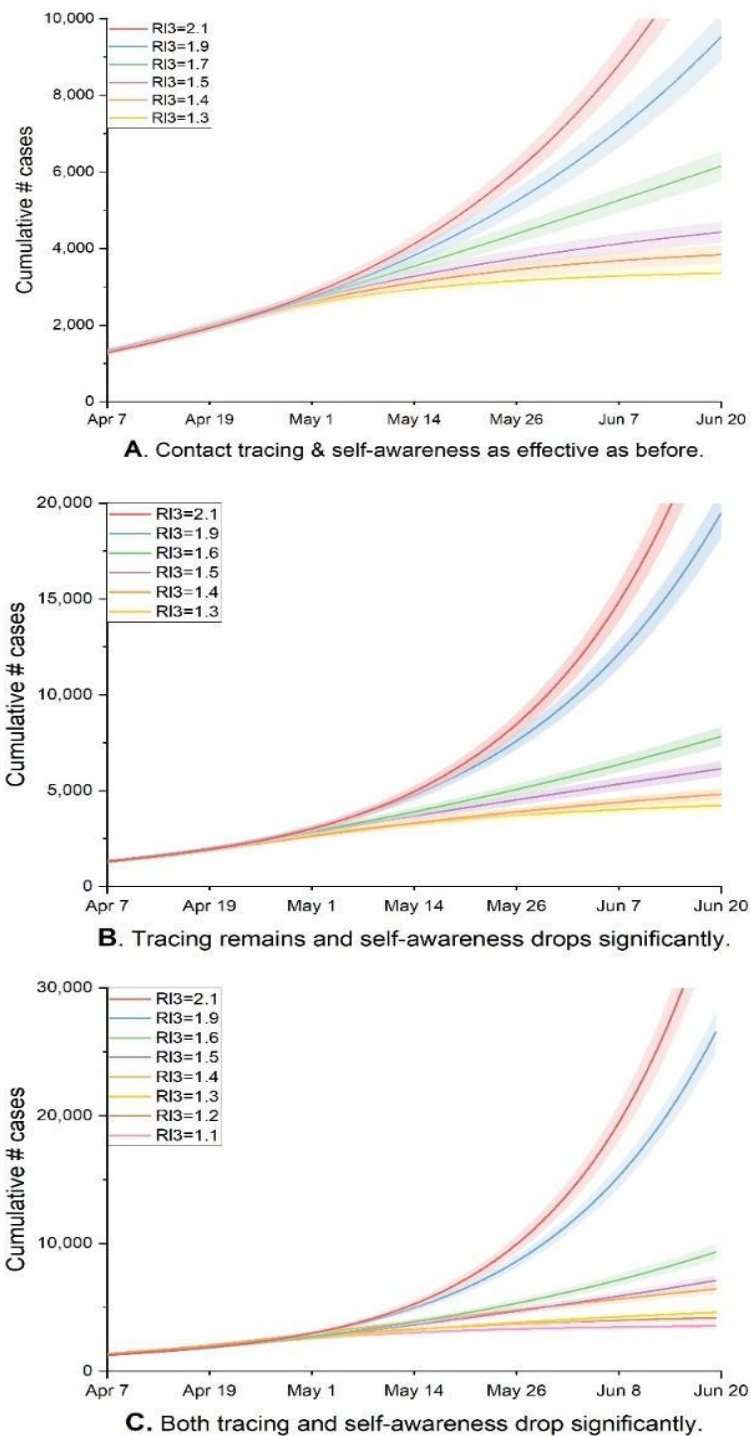 10,000
8,000
6,000
4,000
2,000
0
Cumulative # cases
RI3=2.1
RI3=1.9
RI3=1.7
RI3=1.5
RI3=1.4
RI3=1.3
Apr 7 Apr 19 May 1 May 14 May 26 Jun 7 Jun 20
A. Contact tracing & self-awareness as effective as before.
20,000
15,000
10,000
5,000
0
Cumulative # cases
RI3=2.1
RI3=1.9
RI3=1.6
RI3=1.5
RI3=1.4
RI3=1.3
Apr 7 Apr 19 May 1 May 14 May 26 Jun 7 Jun 20
B. Tracing remains and self-awareness drops significantly.
30,000
20,000
10,000
0
Cumulative # cases
RI3=2.1
RI3=1.9
RI3=1.6
RI3=1.5
RI3=1.4
RI3=1.3
RI3=1.2
RI3=1.1
Apr 7 Apr 19 May 1 May 14 May 26 Jun 8 Jun 20
C. Both tracing and self-awareness drop significantly.